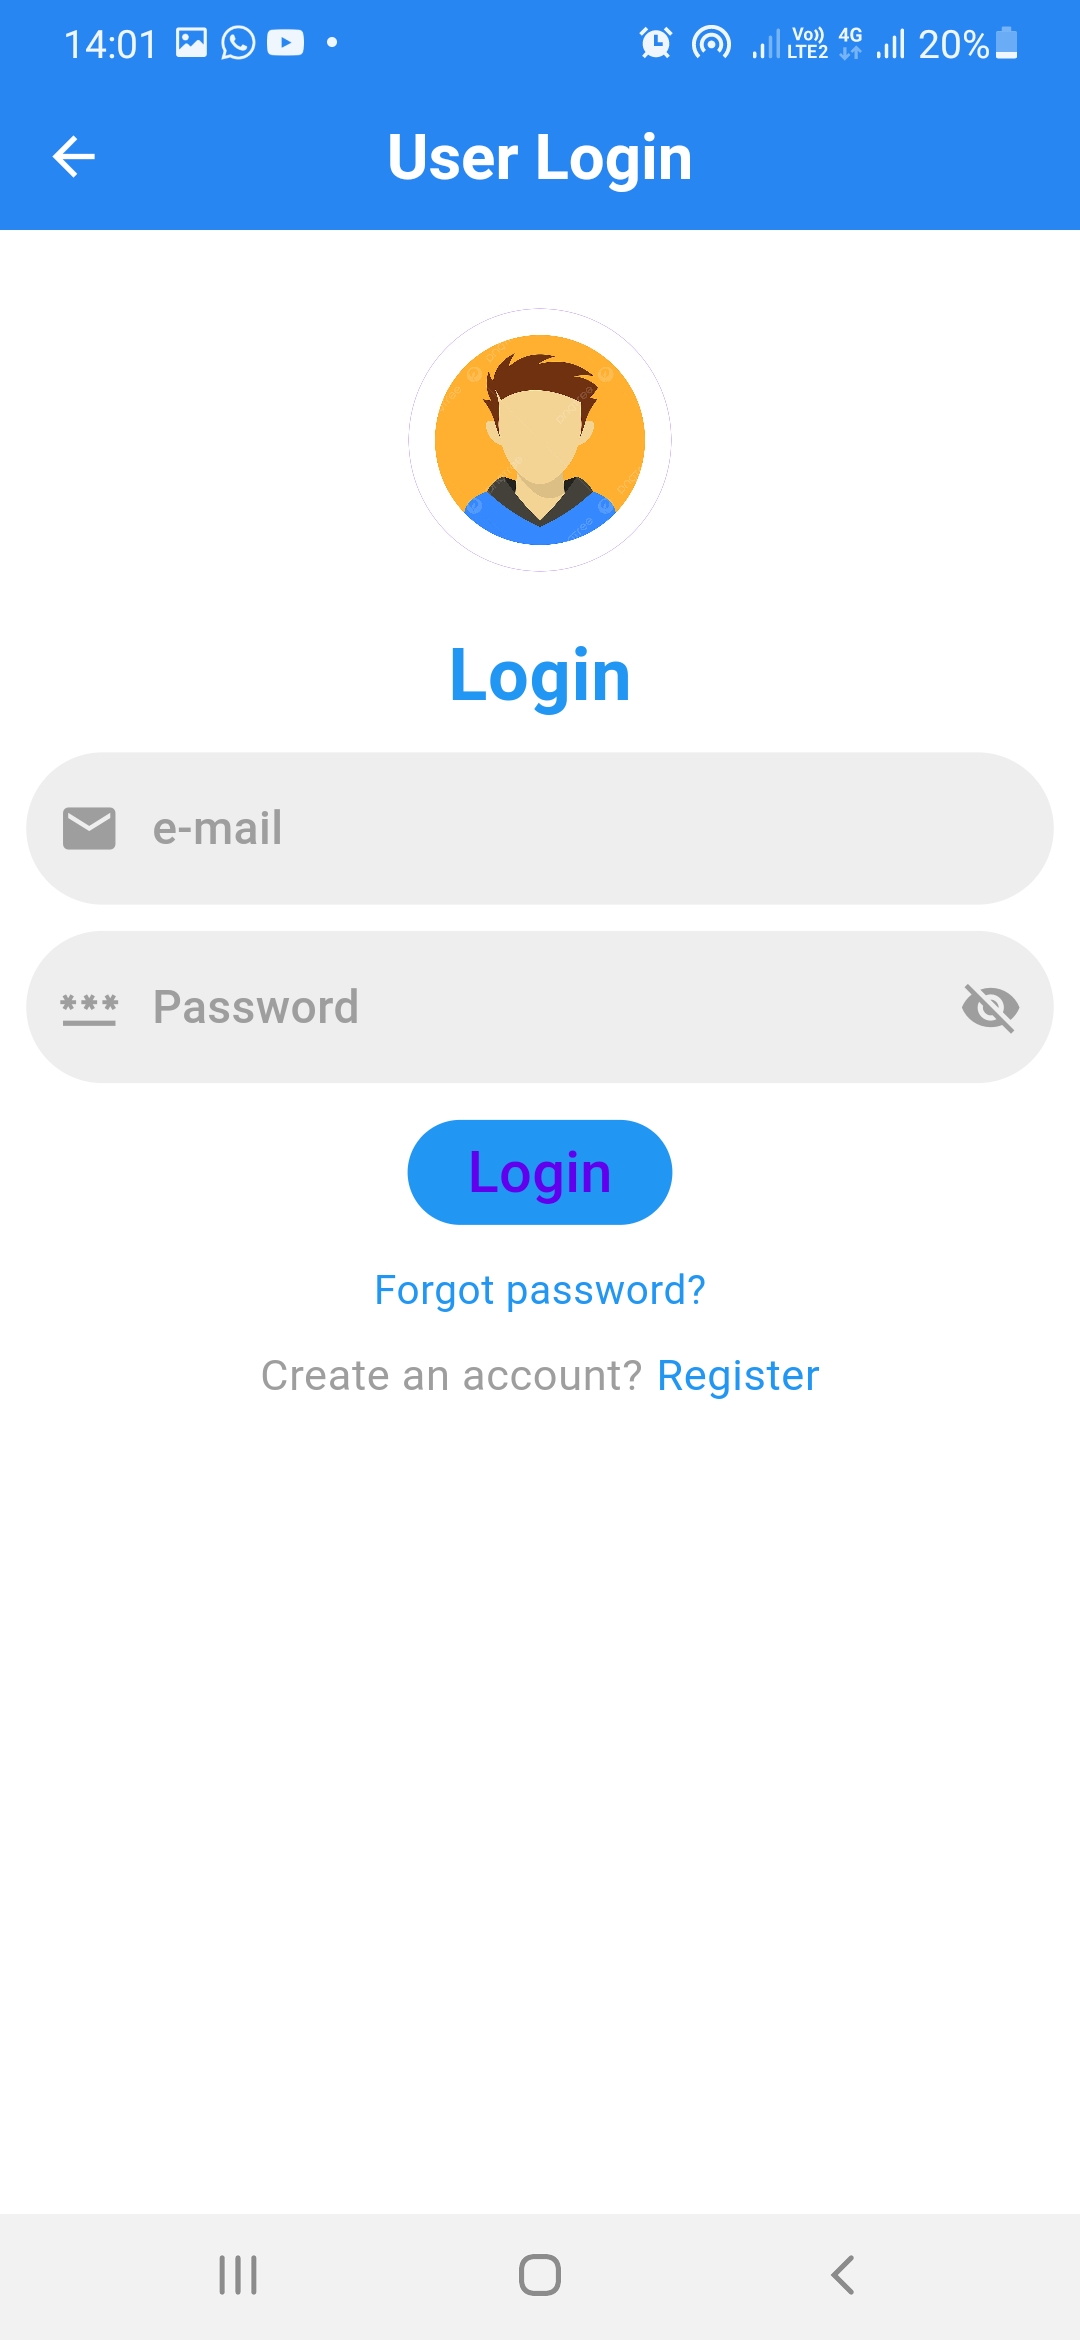 14:01 Vo)) LTE2 4G 20%
User Login
Login
e-mail
*** Password
Login
Forgot password?
Create an account? Register